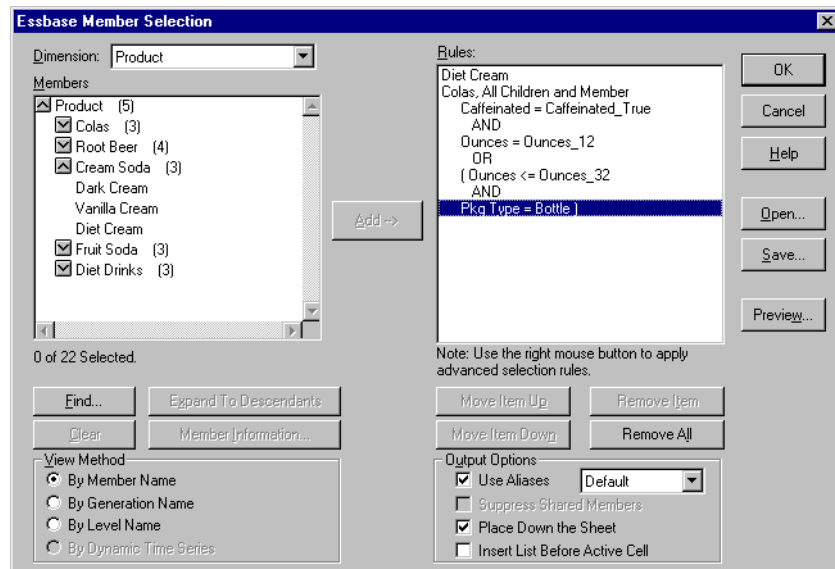 Essbase Member Selection
Dimension: Product
Members
Product (5)
Colas (3)
Root Beer (4)
Cream Soda (3)
Dark Cream
Vanilla Cream
Diet Cream
Fruit Soda (3)
Diet Drinks (3)
0 of 22 Selected.
Add -->
Rules:
Diet Cream
Colas, All Children and Member
Caffeinated = Caffeinated_True
AND
Ounces = Ounces_12
OR
( Ounces <= Ounces_32
AND
Pkg Type = Bottle )
Note: Use the right mouse button to apply
advanced selection rules.
OK
Cancel
Help
Open...
Save...
Preview...
Find...
Expand To Descendants
Clear
Member Information...
Move Item Up
Remove Item
Move Item Down
Remove All
View Method
By Member Name
By Generation Name
By Level Name
By Dynamic Time Series
Output Options
Use Aliases Default
Suppress Shared Members
Place Down the Sheet
Insert List Before Active Cell